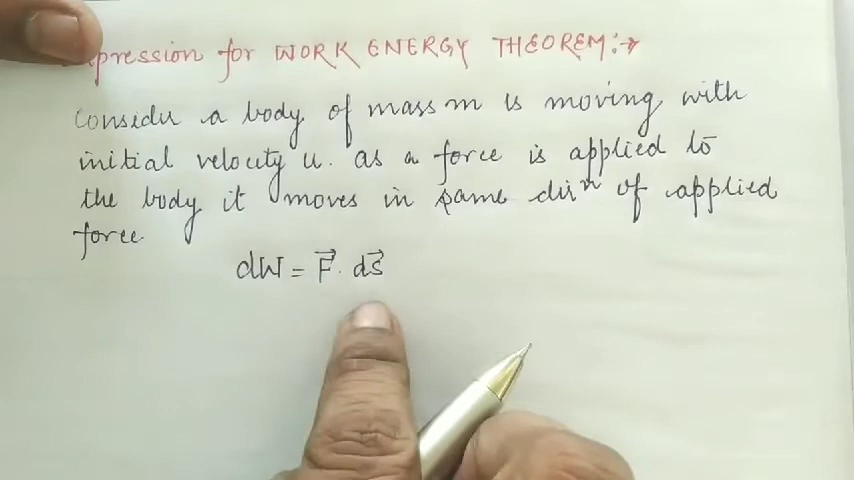 pression for WORK ENERGY THEOREM:→
Consider a body of mass m is moving with
initial velocity u. as a force is applied to
the body it moves in same dirⁿ of applied
force.
dW = F⃗. ds⃗